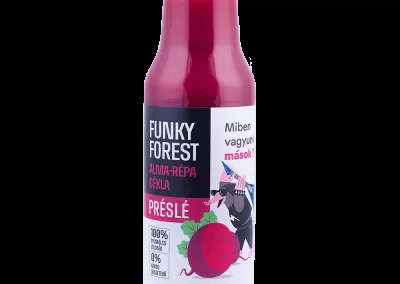 FUNKY
FOREST
ALMA-RÉPA
CÉKLA
PRÉSLÉ
100%
0%
Miben
vagyunk
mások?